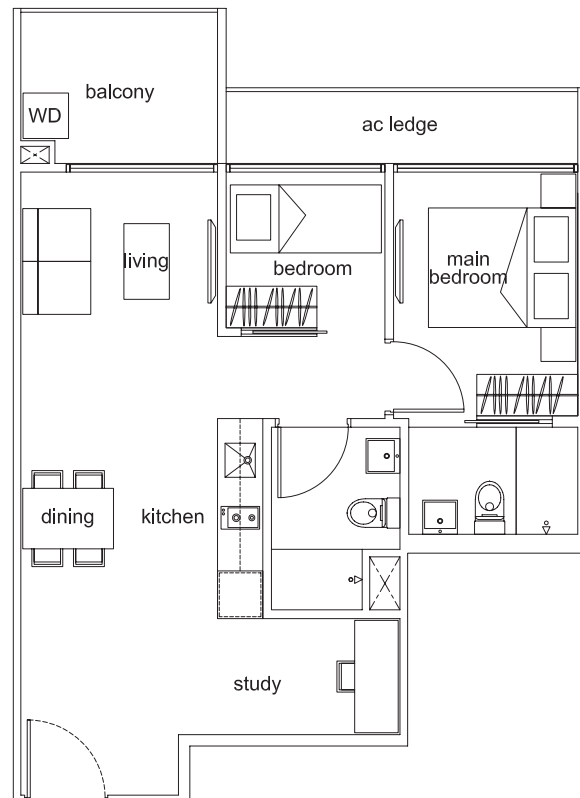 balcony
WD
ac ledge
living
bedroom
main
bedroom
dining
kitchen
study